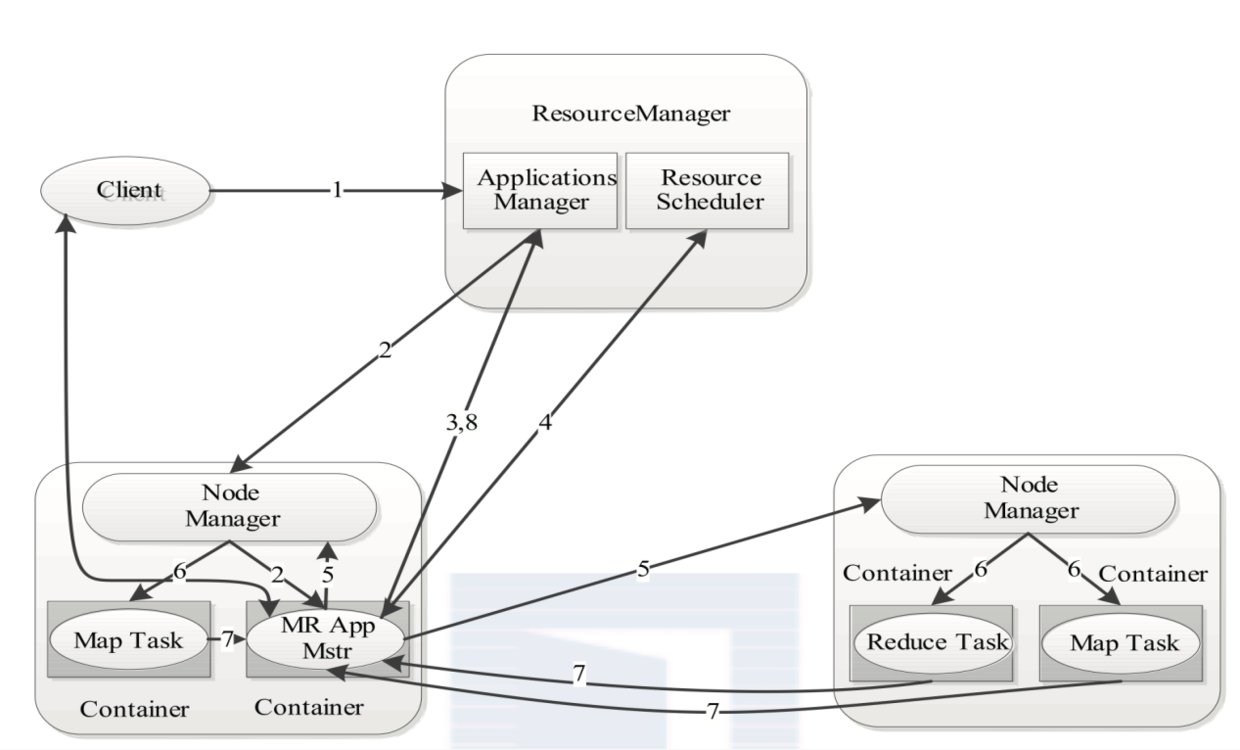 ResourceManager
Client
1
Applications
Manager
Resource
Scheduler
2
3,8
4
Node
Manager
6
2
5
Map Task
7
MR App
Mstr
Container
Container
5
7
7
Node
Manager
Container
6
6
Container
Reduce Task
Map Task